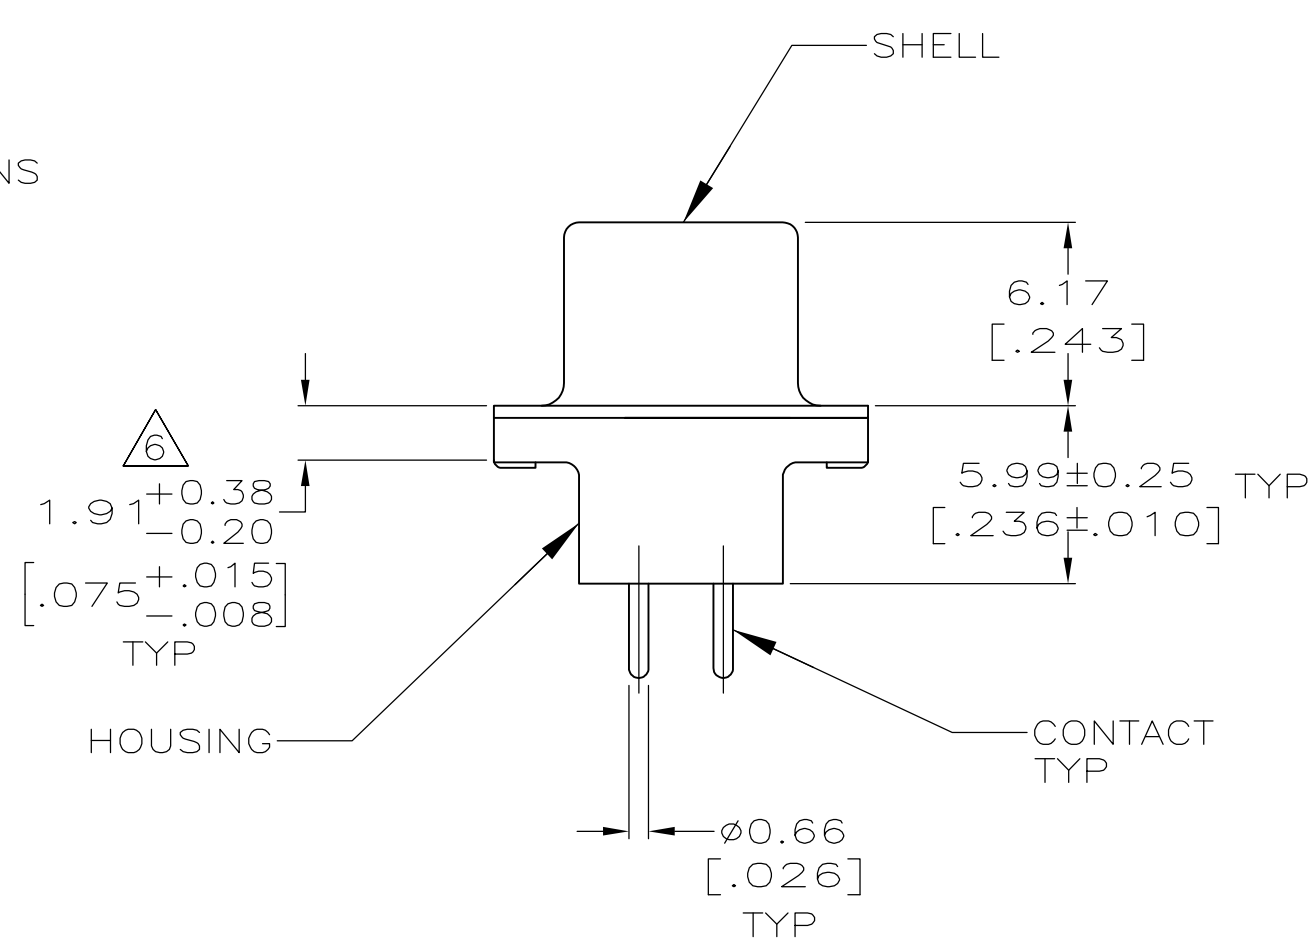 SHELL
NS
6.17
[.243]
6
1.91 +0.38
-0.20
[.075 +.015
-.008]
TYP
5.99±0.25 TYP
[.236±.010]
HOUSING
CONTACT
TYP
ø0.66
[.026]
TYP